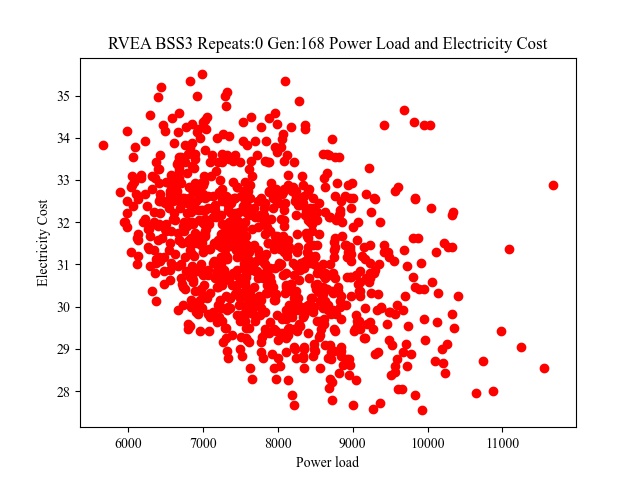 RVEA BSS3 Repeats:0 Gen:168 Power Load and Electricity Cost
35
34
33
32
31
30
29
28
Electricity Cost
6000 7000 8000 9000 10000 11000
Power load